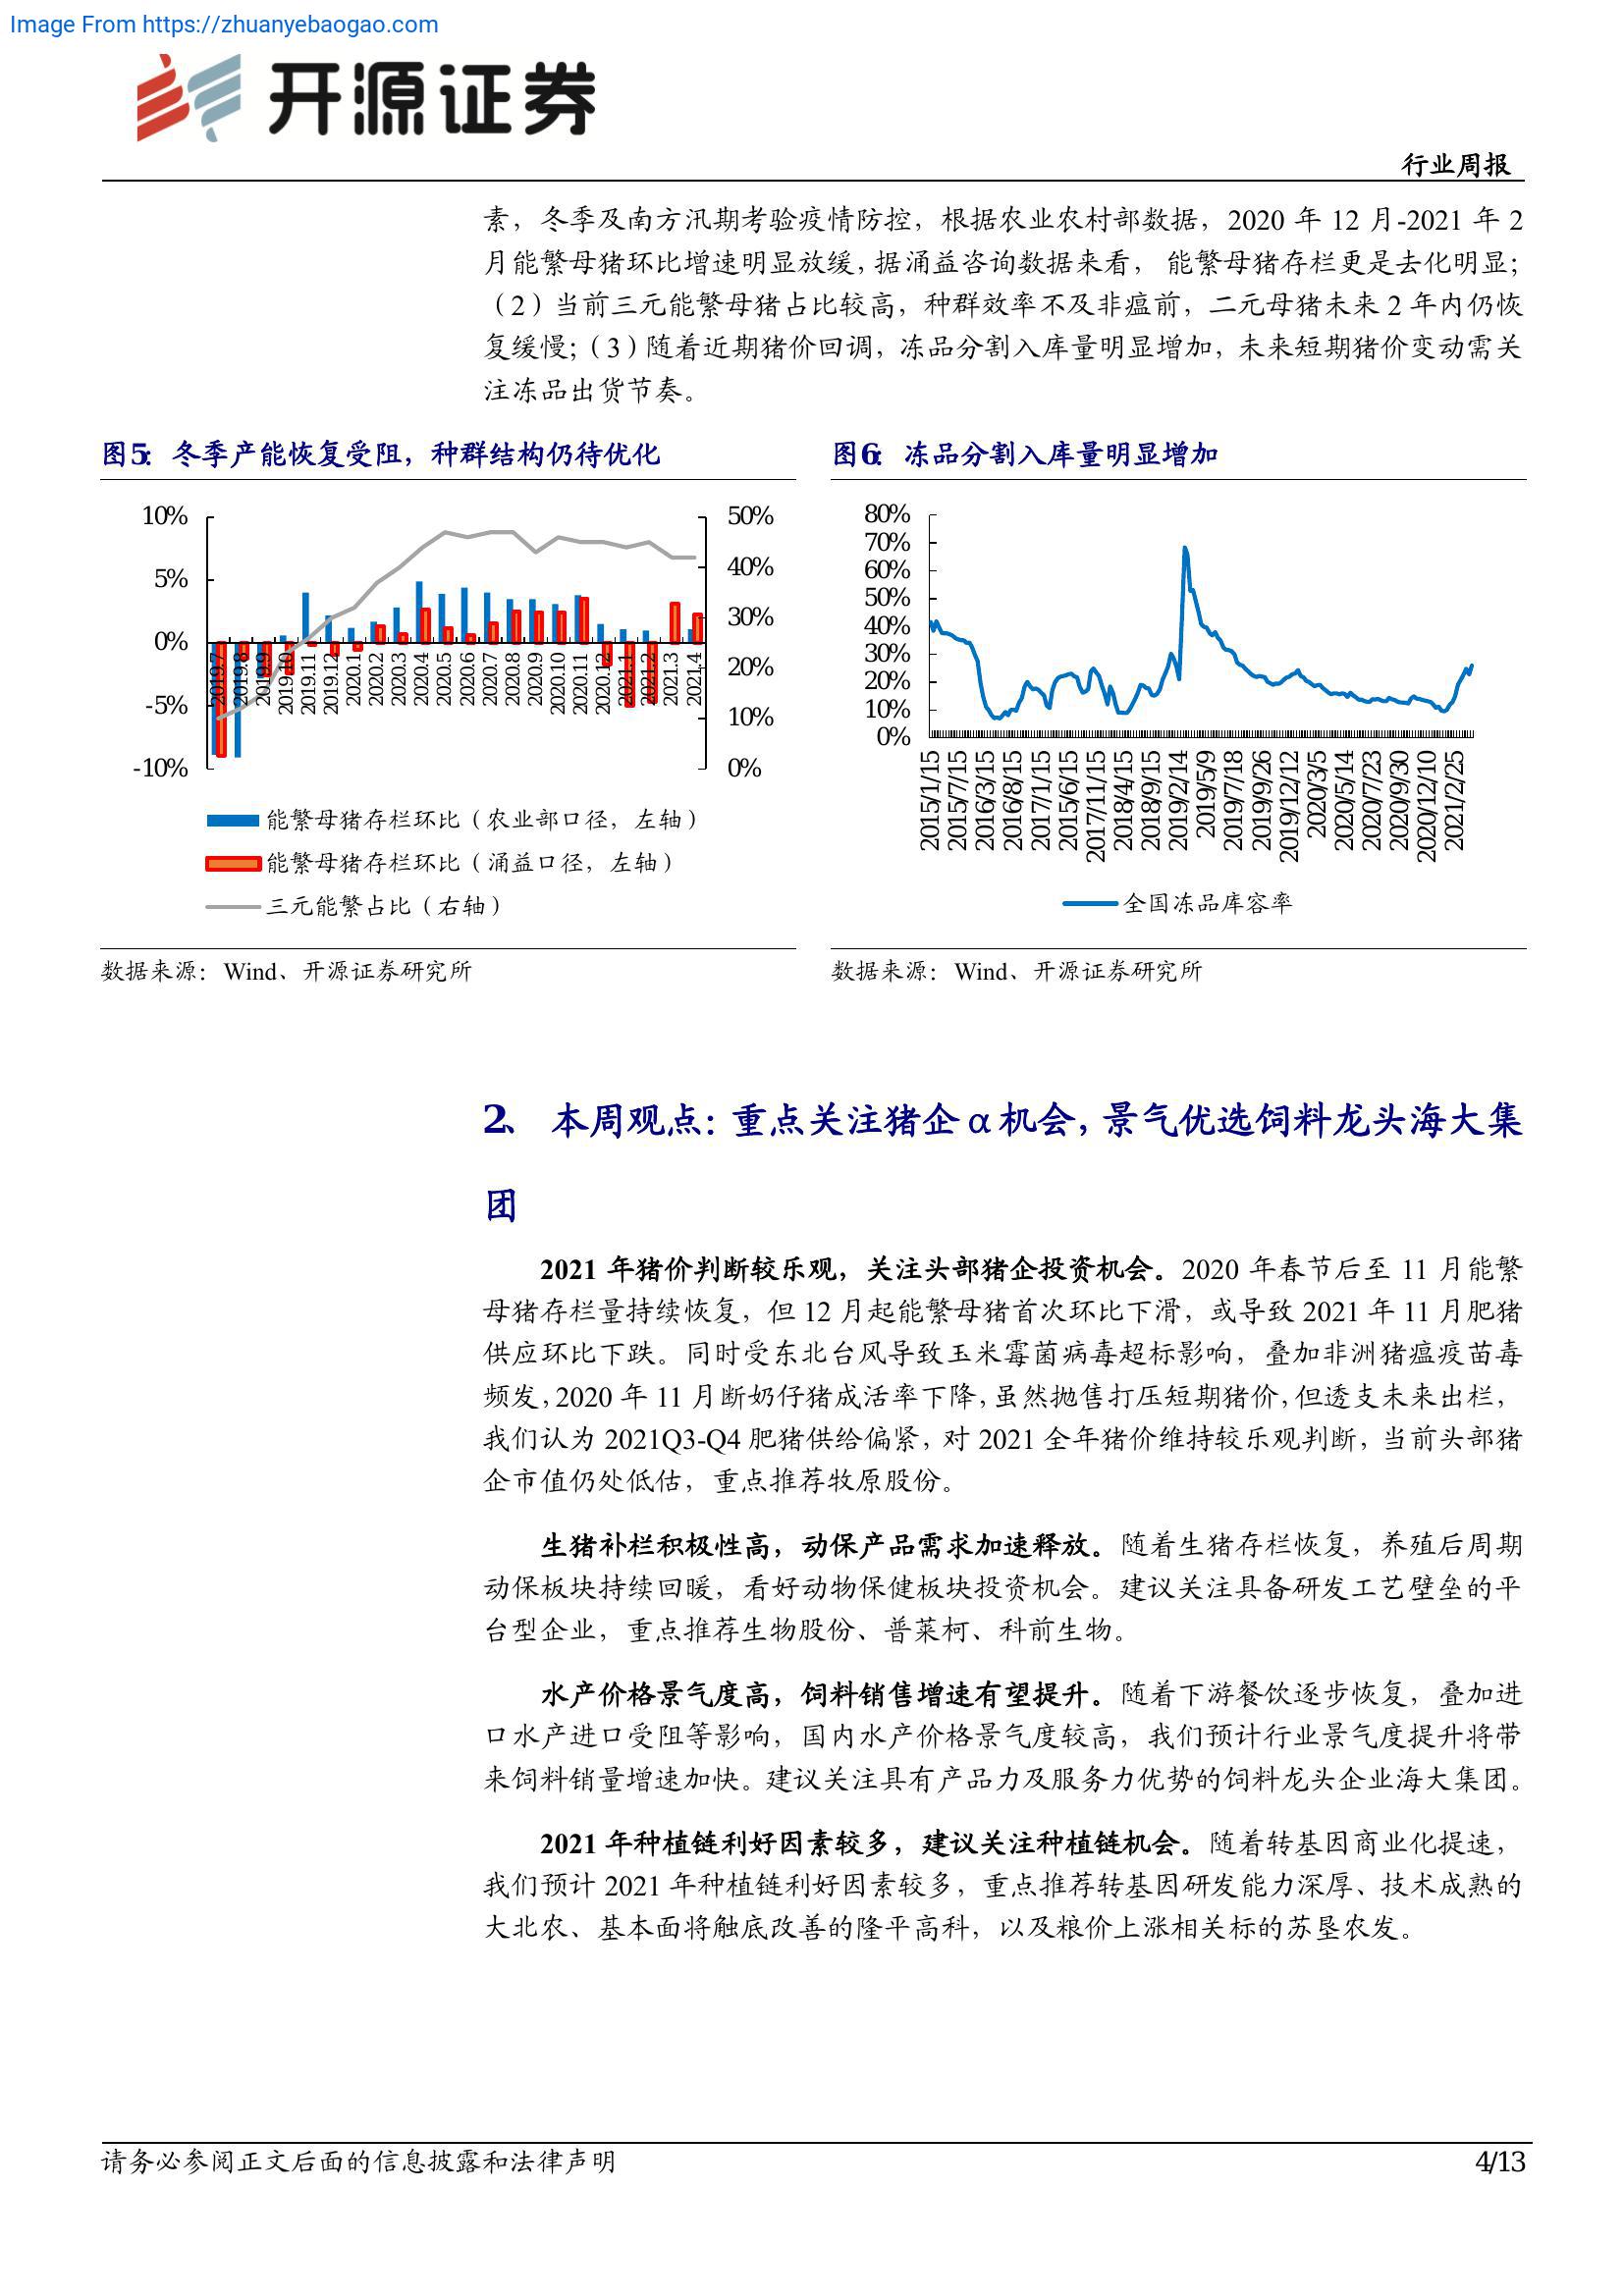 Image From https://zhuanyebaogao.com
开源证券
行业周报
素，冬季及南方汛期考验疫情防控，根据农业农村部数据，2020 年 12 月-2021 年 2
月能繁母猪环比增速明显放缓，据涌益咨询数据来看， 能繁母猪存栏更是去化明显；
（2）当前三元能繁母猪占比较高，种群效率不及非瘟前，二元母猪未来 2 年内仍恢
复缓慢；（3）随着近期猪价回调，冻品分割入库量明显增加，未来短期猪价变动需关
注冻品出货节奏。
图5： 冬季产能恢复受阻，种群结构仍待优化
10%
5%
0%
-5%
-10%
50%
40%
30%
20%
10%
0%
2019.7
2019.8
2019.9
2019.10
2019.11
2019.12
2020.1
2020.2
2020.3
2020.4
2020.5
2020.6
2020.7
2020.8
2020.9
2020.10
2020.11
2020.12
2021.1
2021.2
2021.3
2021.4
能繁母猪存栏环比（农业部口径，左轴）
能繁母猪存栏环比（涌益口径，左轴）
三元能繁占比（右轴）
数据来源：Wind、开源证券研究所
图6： 冻品分割入库量明显增加
80%
70%
60%
50%
40%
30%
20%
10%
0%
2015/1/15
2015/7/15
2016/3/15
2016/8/15
2017/1/15
2017/6/15
2017/11/15
2018/4/15
2018/9/15
2019/2/14
2019/5/9
2019/7/18
2019/9/26
2019/12/12
2020/3/5
2020/5/14
2020/7/23
2020/9/30
2020/12/10
2021/2/25
全国冻品库容率
数据来源：Wind、开源证券研究所
2、 本周观点：重点关注猪企 α 机会，景气优选饲料龙头海大集
团
2021 年猪价判断较乐观，关注头部猪企投资机会。2020 年春节后至 11 月能繁
母猪存栏量持续恢复，但 12 月起能繁母猪首次环比下滑，或导致 2021 年 11 月肥猪
供应环比下跌。同时受东北台风导致玉米霉菌病毒超标影响，叠加非洲猪瘟疫苗毒
频发，2020 年 11 月断奶仔猪成活率下降，虽然抛售打压短期猪价，但透支未来出栏，
我们认为 2021Q3-Q4 肥猪供给偏紧，对 2021 全年猪价维持较乐观判断，当前头部猪
企市值仍处低估，重点推荐牧原股份。
生猪补栏积极性高，动保产品需求加速释放。随着生猪存栏恢复，养殖后周期
动保板块持续回暖，看好动物保健板块投资机会。建议关注具备研发工艺壁垒的平
台型企业，重点推荐生物股份、普莱柯、科前生物。
水产价格景气度高，饲料销售增速有望提升。随着下游餐饮逐步恢复，叠加进
口水产进口受阻等影响，国内水产价格景气度较高，我们预计行业景气度提升将带
来饲料销量增速加快。建议关注具有产品力及服务力优势的饲料龙头企业海大集团。
2021 年种植链利好因素较多，建议关注种植链机会。随着转基因商业化提速，
我们预计 2021 年种植链利好因素较多，重点推荐转基因研发能力深厚、技术成熟的
大北农、基本面将触底改善的隆平高科，以及粮价上涨相关标的苏垦农发。
请务必参阅正文后面的信息披露和法律声明
4/13